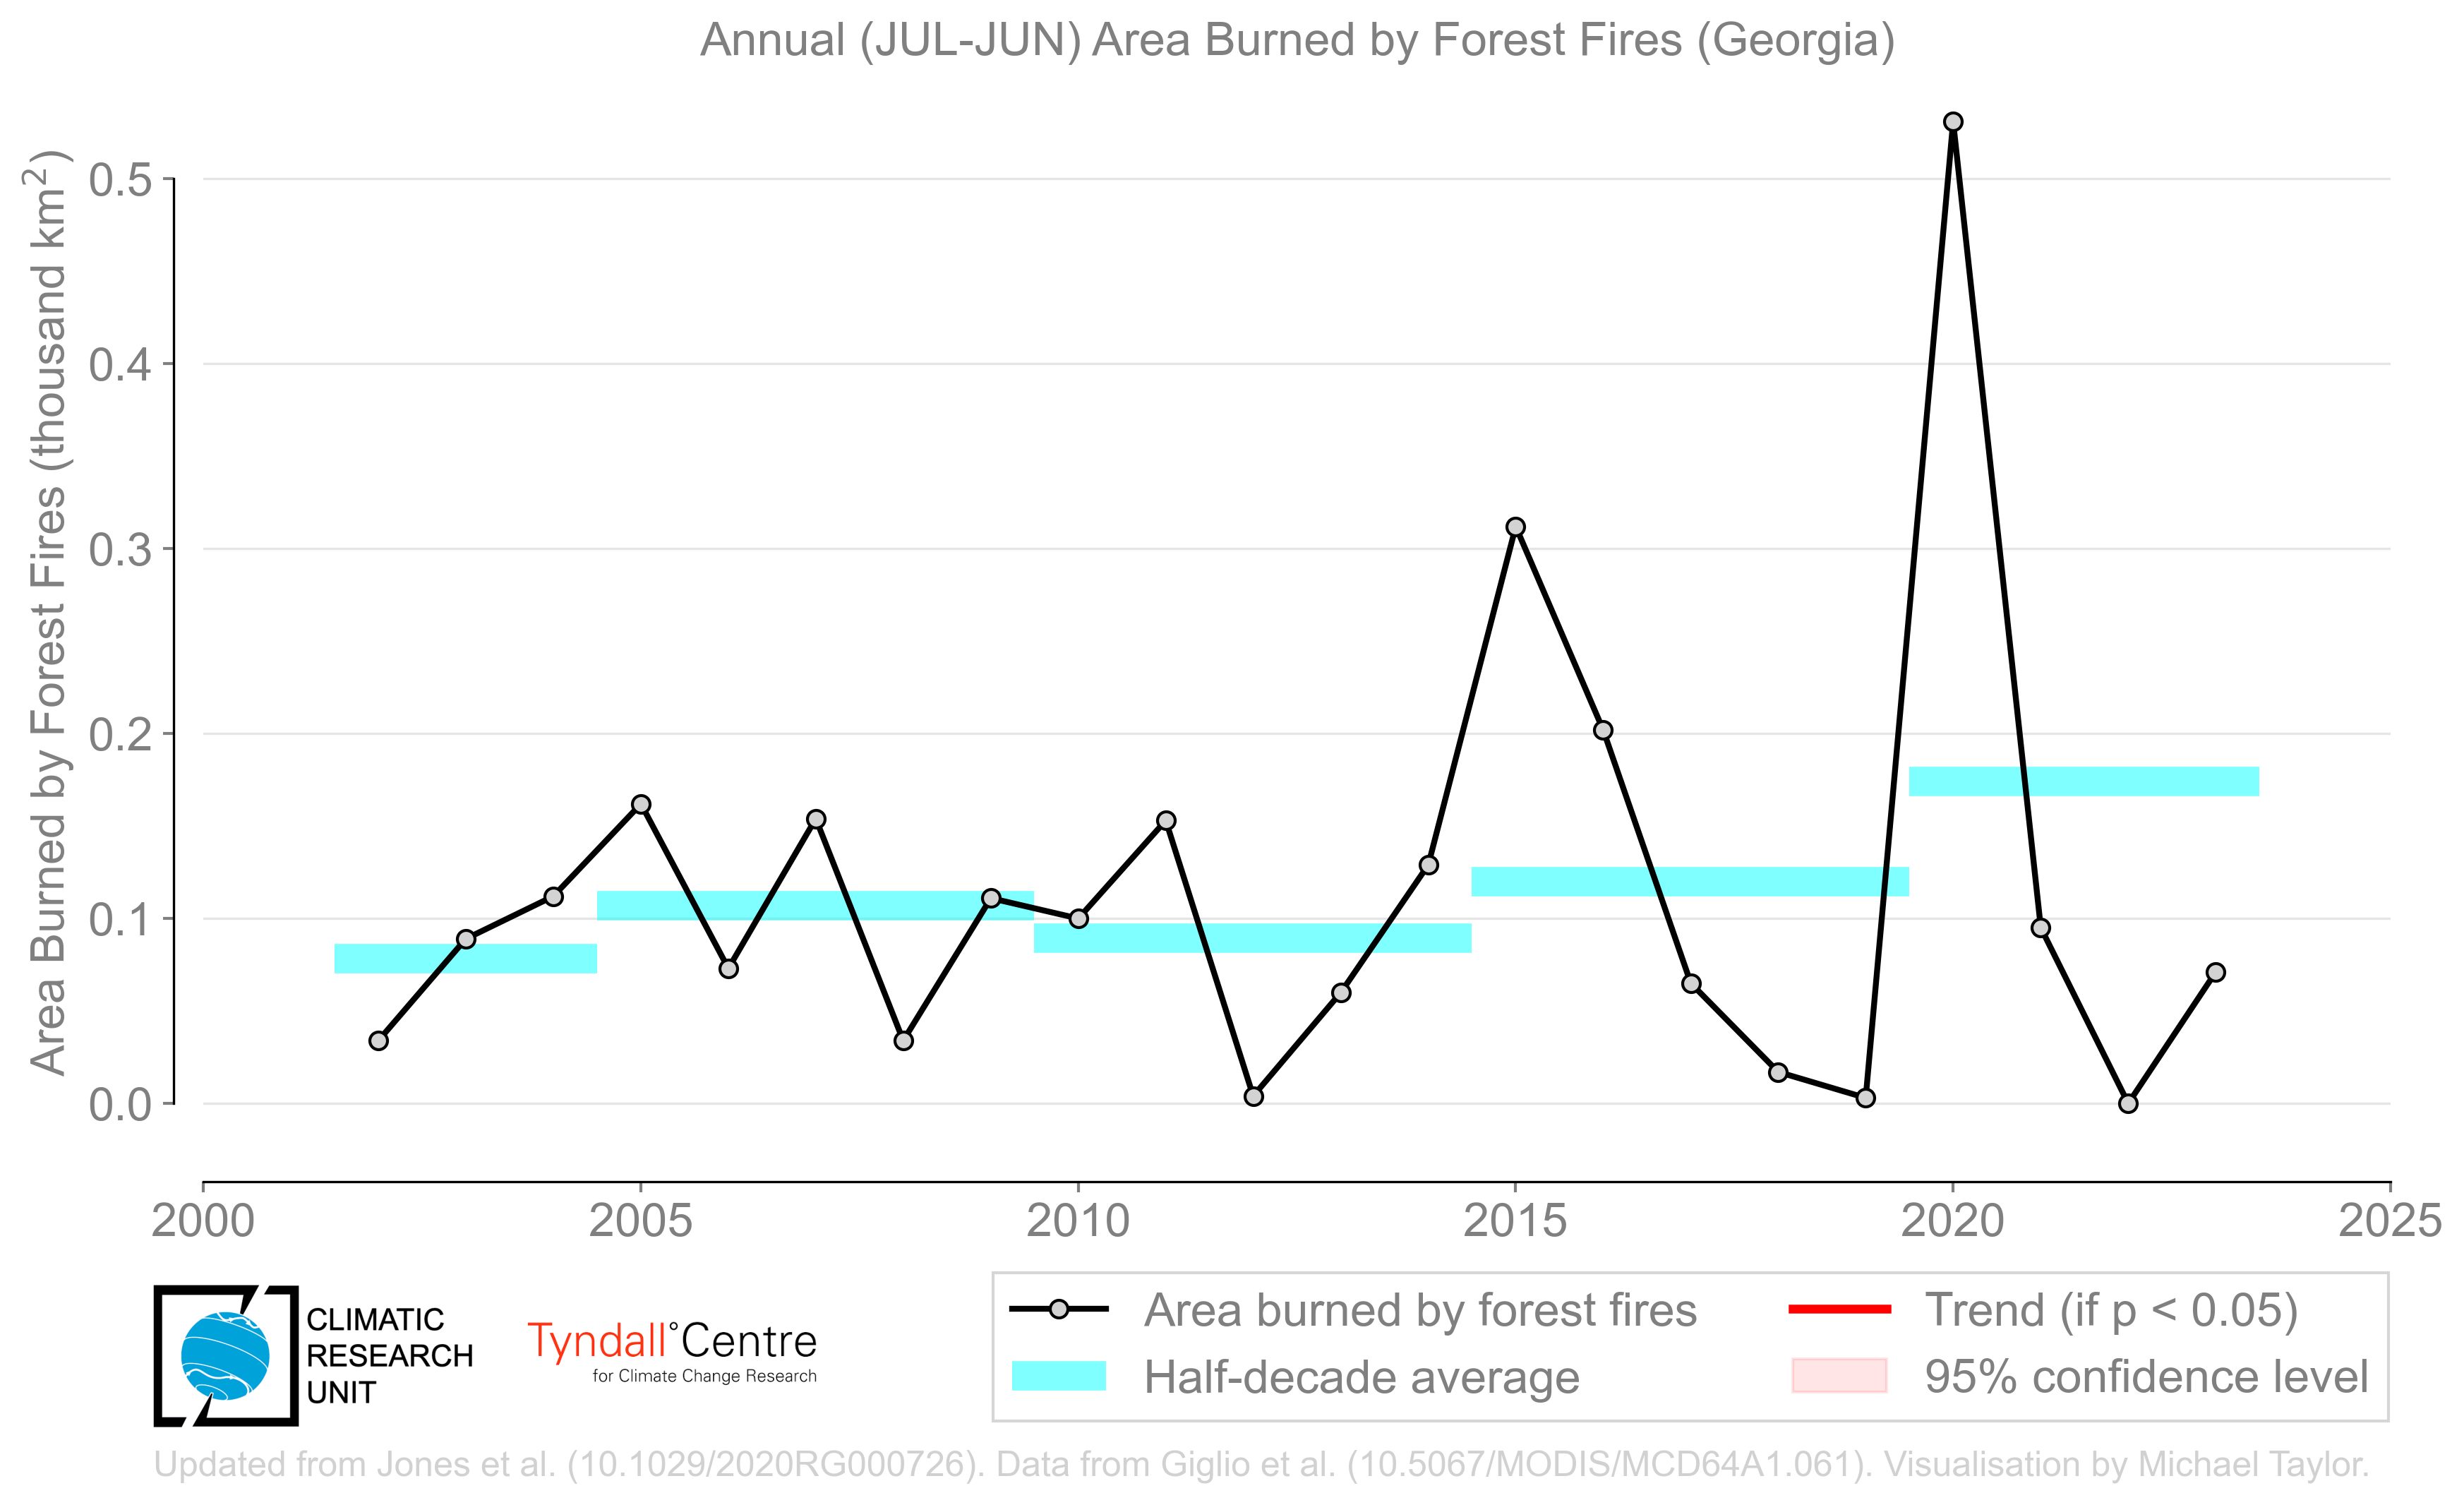 Annual (JUL-JUN) Area Burned by Forest Fires (Georgia)
Area Burned by Forest Fires (thousand km²)
0.5
0.4
0.3
0.2
0.1
0.0
2000 2005 2010 2015 2020 2025
CLIMATIC
RESEARCH
UNIT
Tyndall°Centre
for Climate Change Research
Area burned by forest fires
Half-decade average
Trend (if p < 0.05)
95% confidence level
Updated from Jones et al. (10.1029/2020RG000726). Data from Giglio et al. (10.5067/MODIS/MCD64A1.061). Visualisation by Michael Taylor.